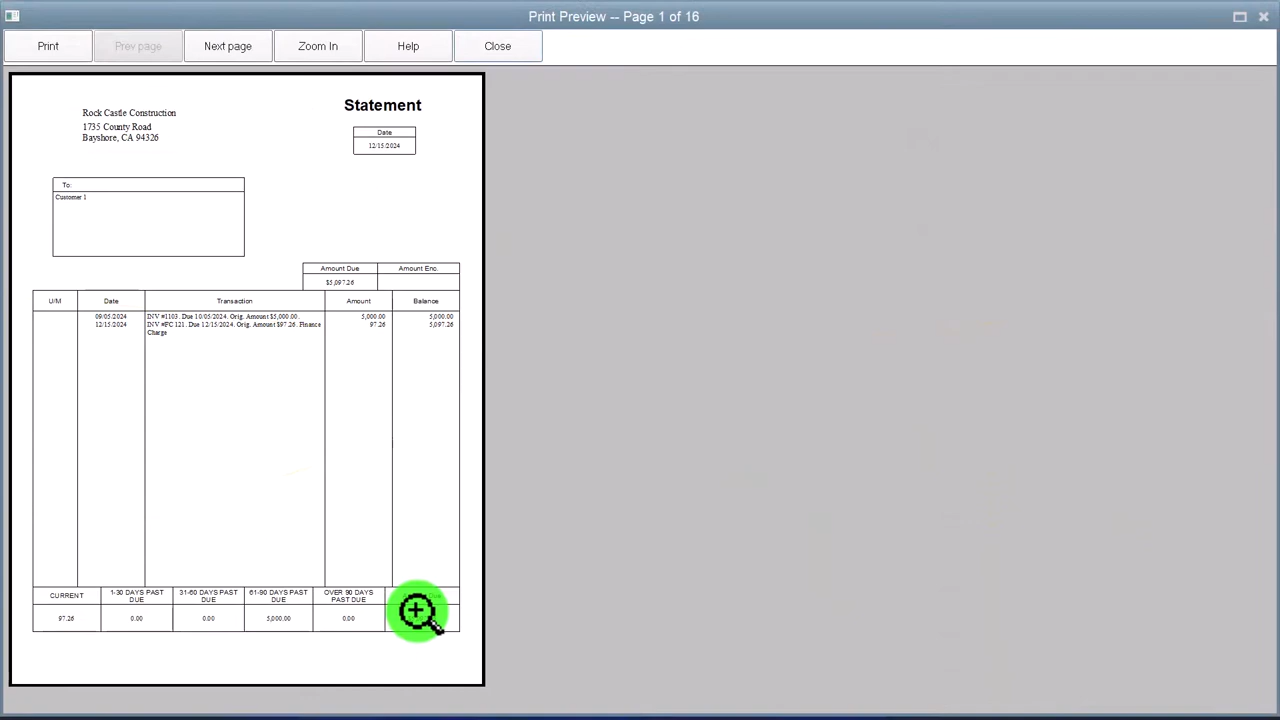 Print Preview -- Page 1 of 16
Print Prev page Next page Zoom In Help Close
Statement
Rock Castle Construction
1735 County Road
Bayshore, CA 94326
Date
12/15/2024
To:
Customer 1
Amount Due Amount Enc.
$5,097.26
U/M Date Transaction Amount Balance
09/05/2024 INV #1103. Due 10/05/2024. Orig. Amount $5,000.00. 5,000.00 5,000.00
12/15/2024 INV #FC 121. Due 12/15/2024. Orig. Amount $97.26. Finance 97.26 5,097.26
Charge
CURRENT 1-30 DAYS PAST DUE 31-60 DAYS PAST DUE 61-90 DAYS PAST DUE OVER 90 DAYS PAST DUE
97.26 0.00 0.00 5,000.00 0.00